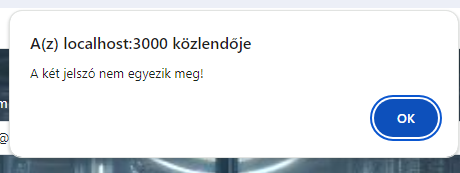 A(z) localhost:3000 közlendője
A két jelszó nem egyezik meg!
OK
m
@